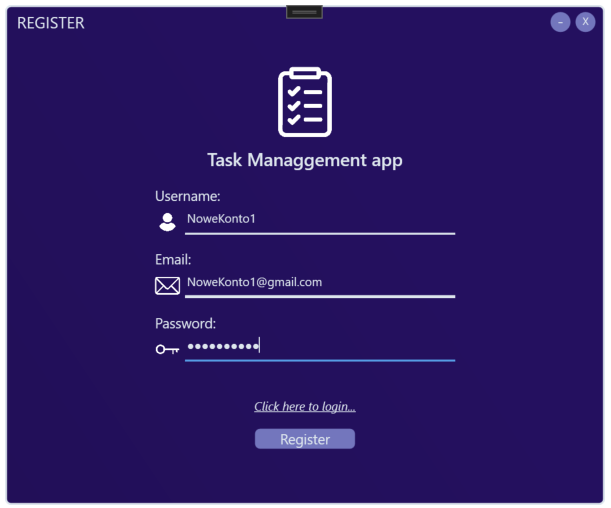 REGISTER
- X
Task Managgement app
Username:
NoweKonto1
Email:
NoweKonto1@gmail.com
Password:
●●●●●●●●●●
Click here to login...
Register